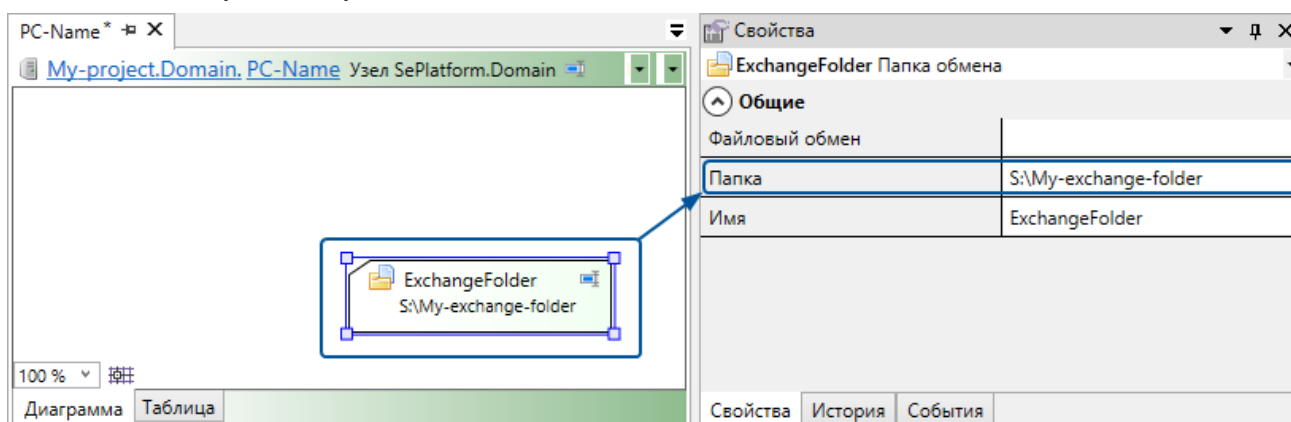 PC-Name*
My-project.Domain. PC-Name Узел SePlatform.Domain
ExchangeFolder
S:\My-exchange-folder
100 %
Диаграмма Таблица
Свойства
ExchangeFolder Папка обмена
Общие
Файловый обмен
Папка S:\My-exchange-folder
Имя ExchangeFolder
Свойства История События